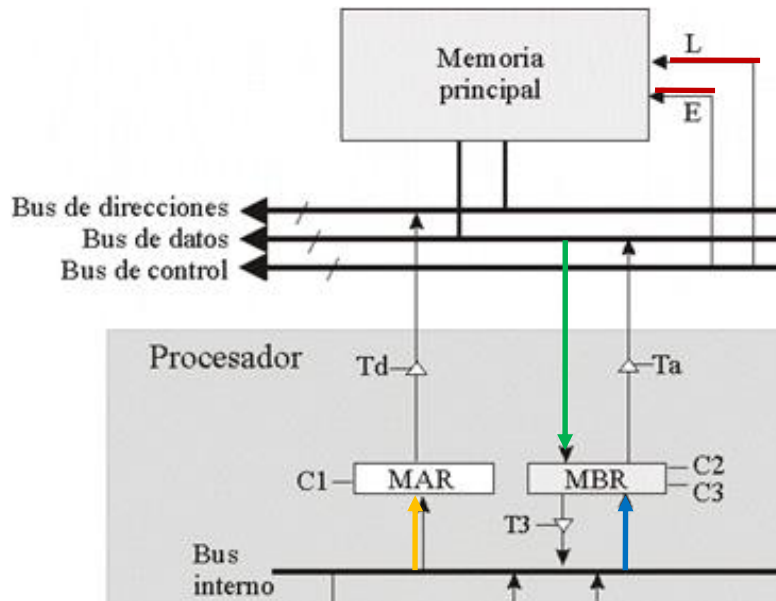 Memoria
principal
L
E
Bus de direcciones
Bus de datos
Bus de control
Procesador
Td
Ta
C1
MAR
MBR
C2
C3
T3
Bus
interno